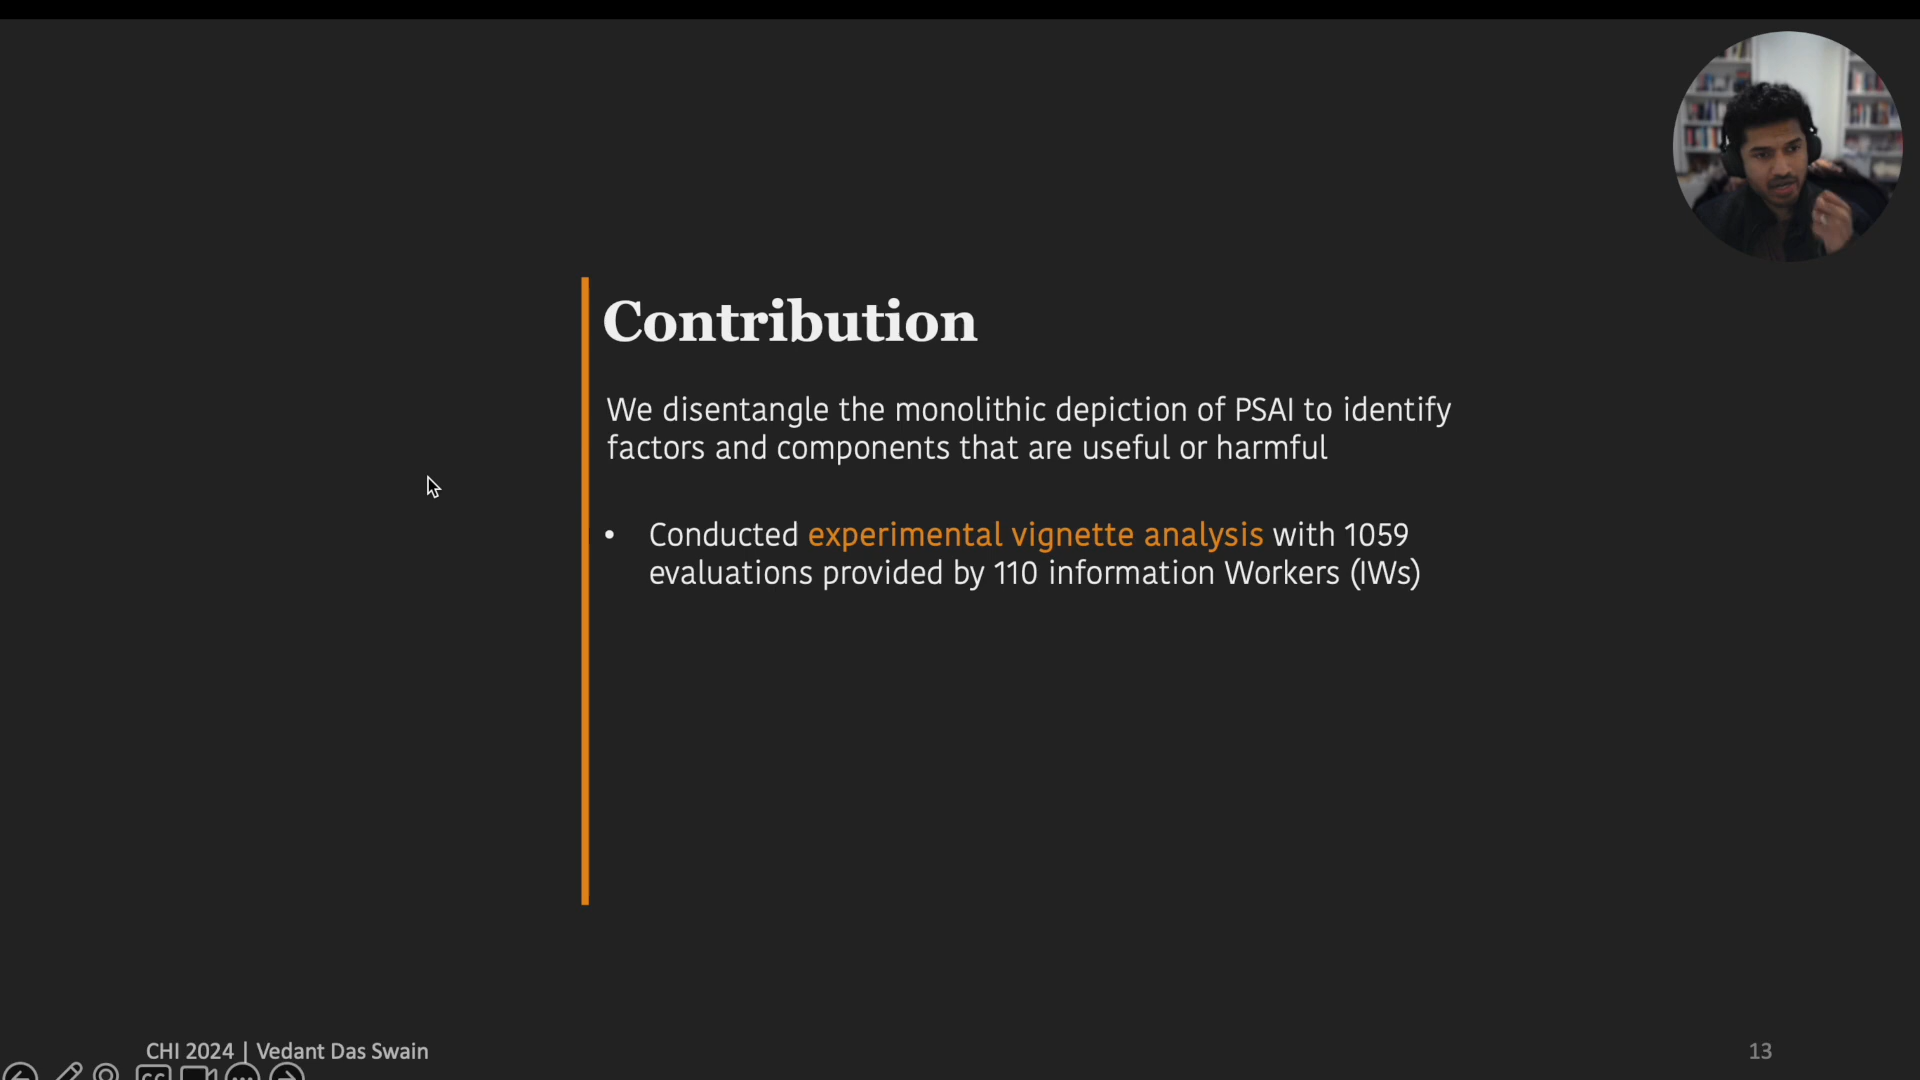 Contribution
We disentangle the monolithic depiction of PSAI to identify
factors and components that are useful or harmful
• Conducted experimental vignette analysis with 1059
evaluations provided by 110 information Workers (IWs)
CHI 2024 | Vedant Das Swain
13